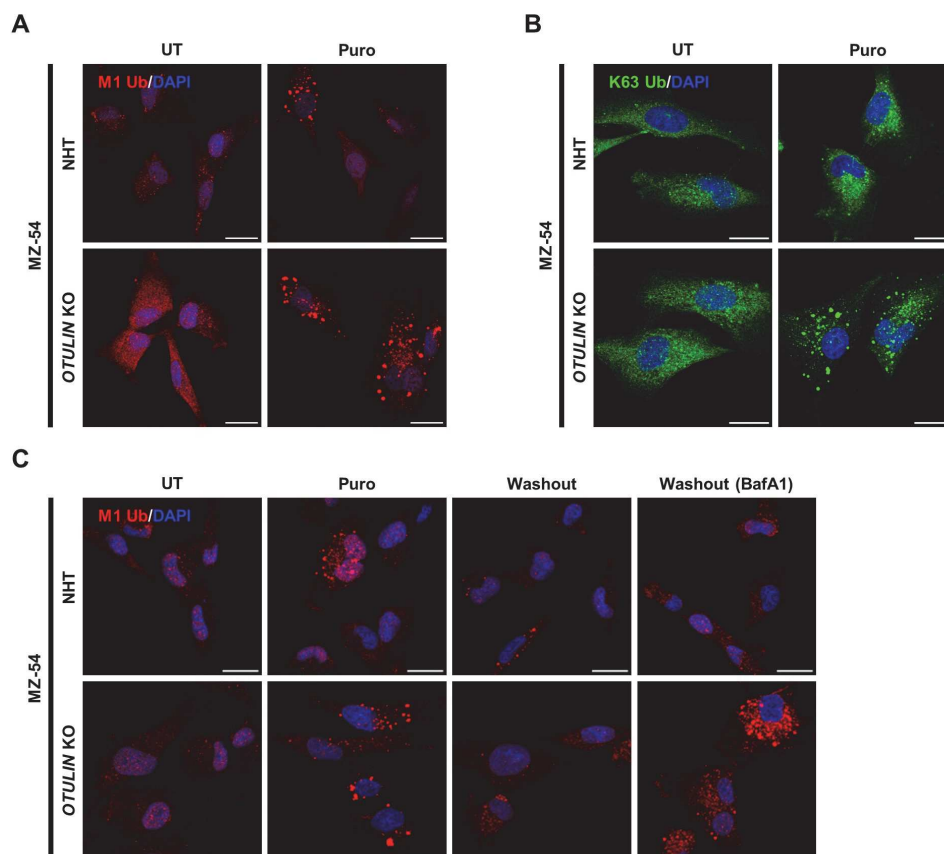 A
UT Puro
M1 Ub/DAPI
NHT
MZ-54
OTULIN KO
B
UT Puro
K63 Ub/DAPI
NHT
MZ-54
OTULIN KO
C
UT Puro Washout Washout (BafA1)
M1 Ub/DAPI
NHT
MZ-54
OTULIN KO